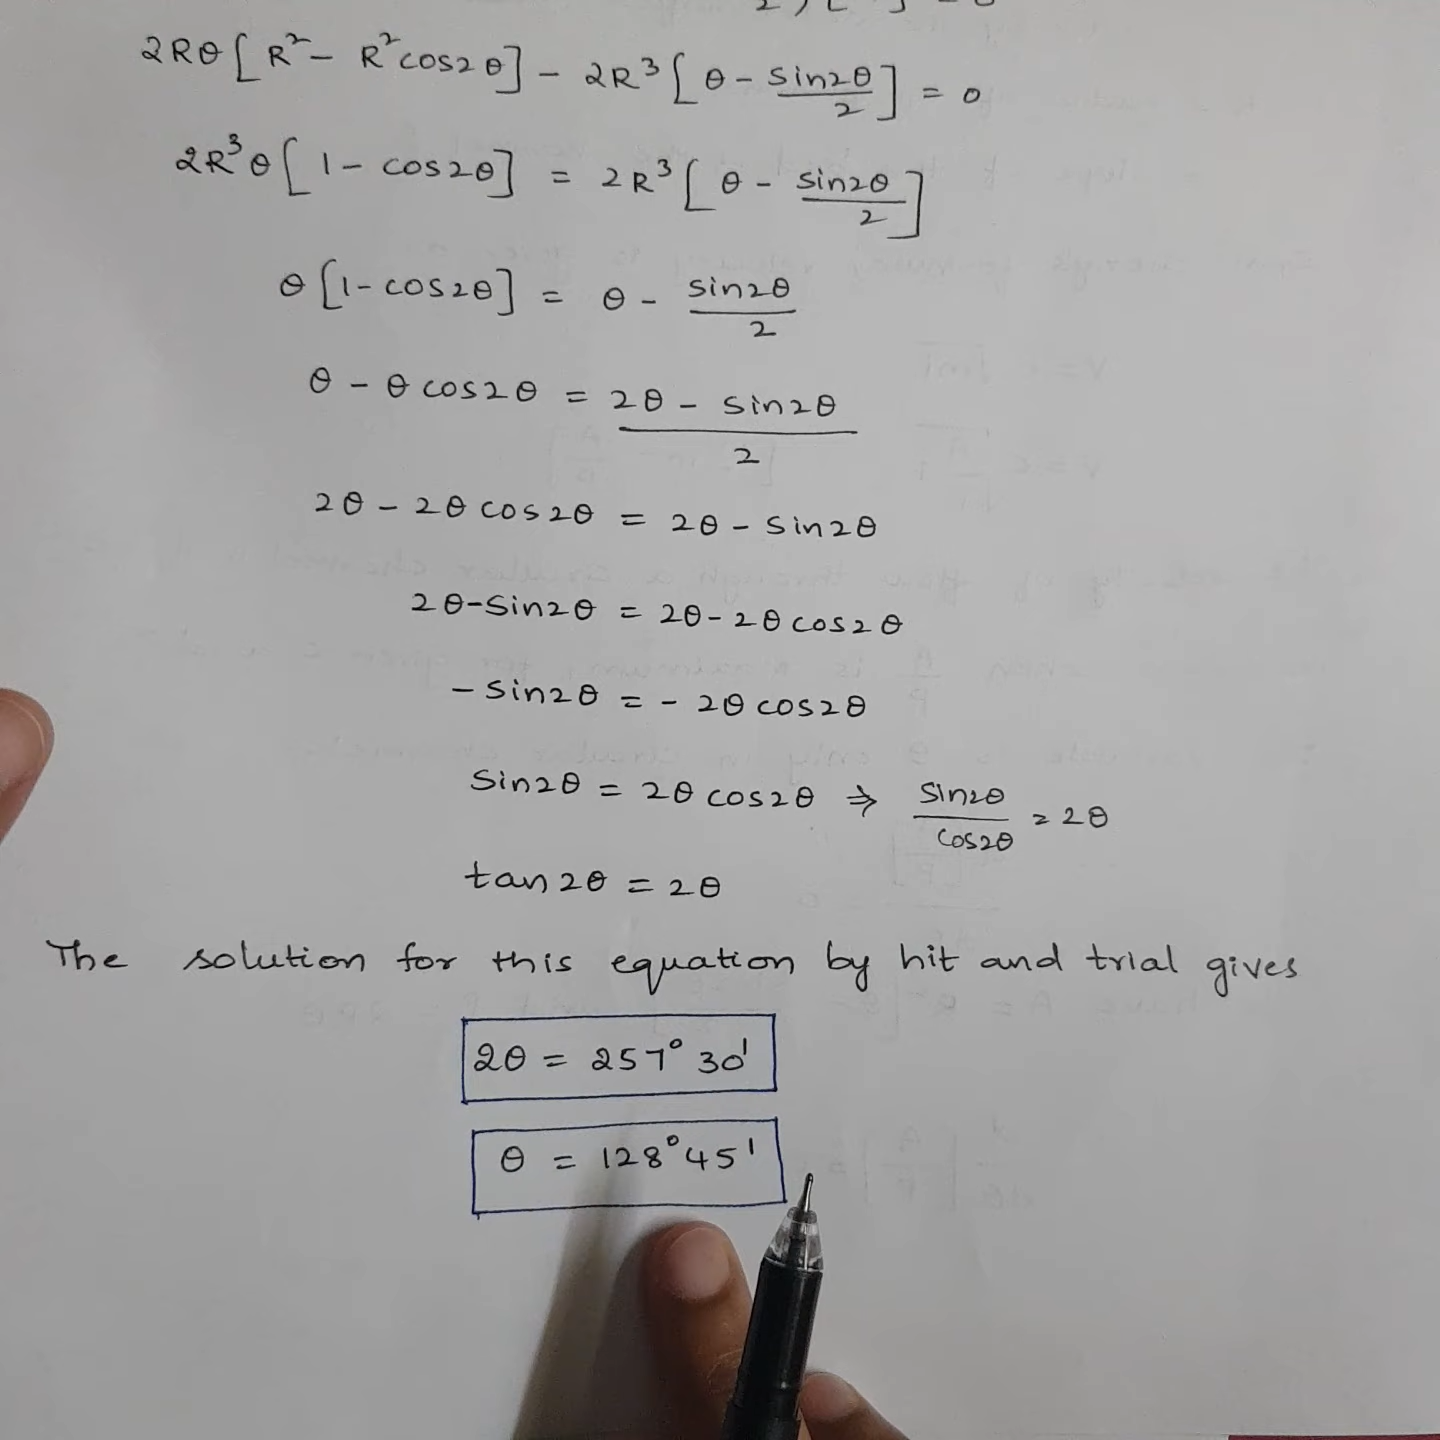 2Rθ[R² - R²cos2θ] - 2R³[θ - sin2θ/2] = 0
2R³θ[1 - cos2θ] = 2R³[θ - sin2θ/2]
θ[1-cos2θ] = θ - sin2θ/2
θ - θcos2θ = 2θ - sin2θ/2
2θ - 2θcos2θ = 2θ - sin2θ
2θ-sin2θ = 2θ-2θcos2θ
-sin2θ = - 2θcos2θ
sin2θ = 2θcos2θ ⇒ sin2θ/cos2θ = 2θ
tan2θ = 2θ
The solution for this equation by hit and trial gives
2θ = 257° 30'
θ = 128°45'